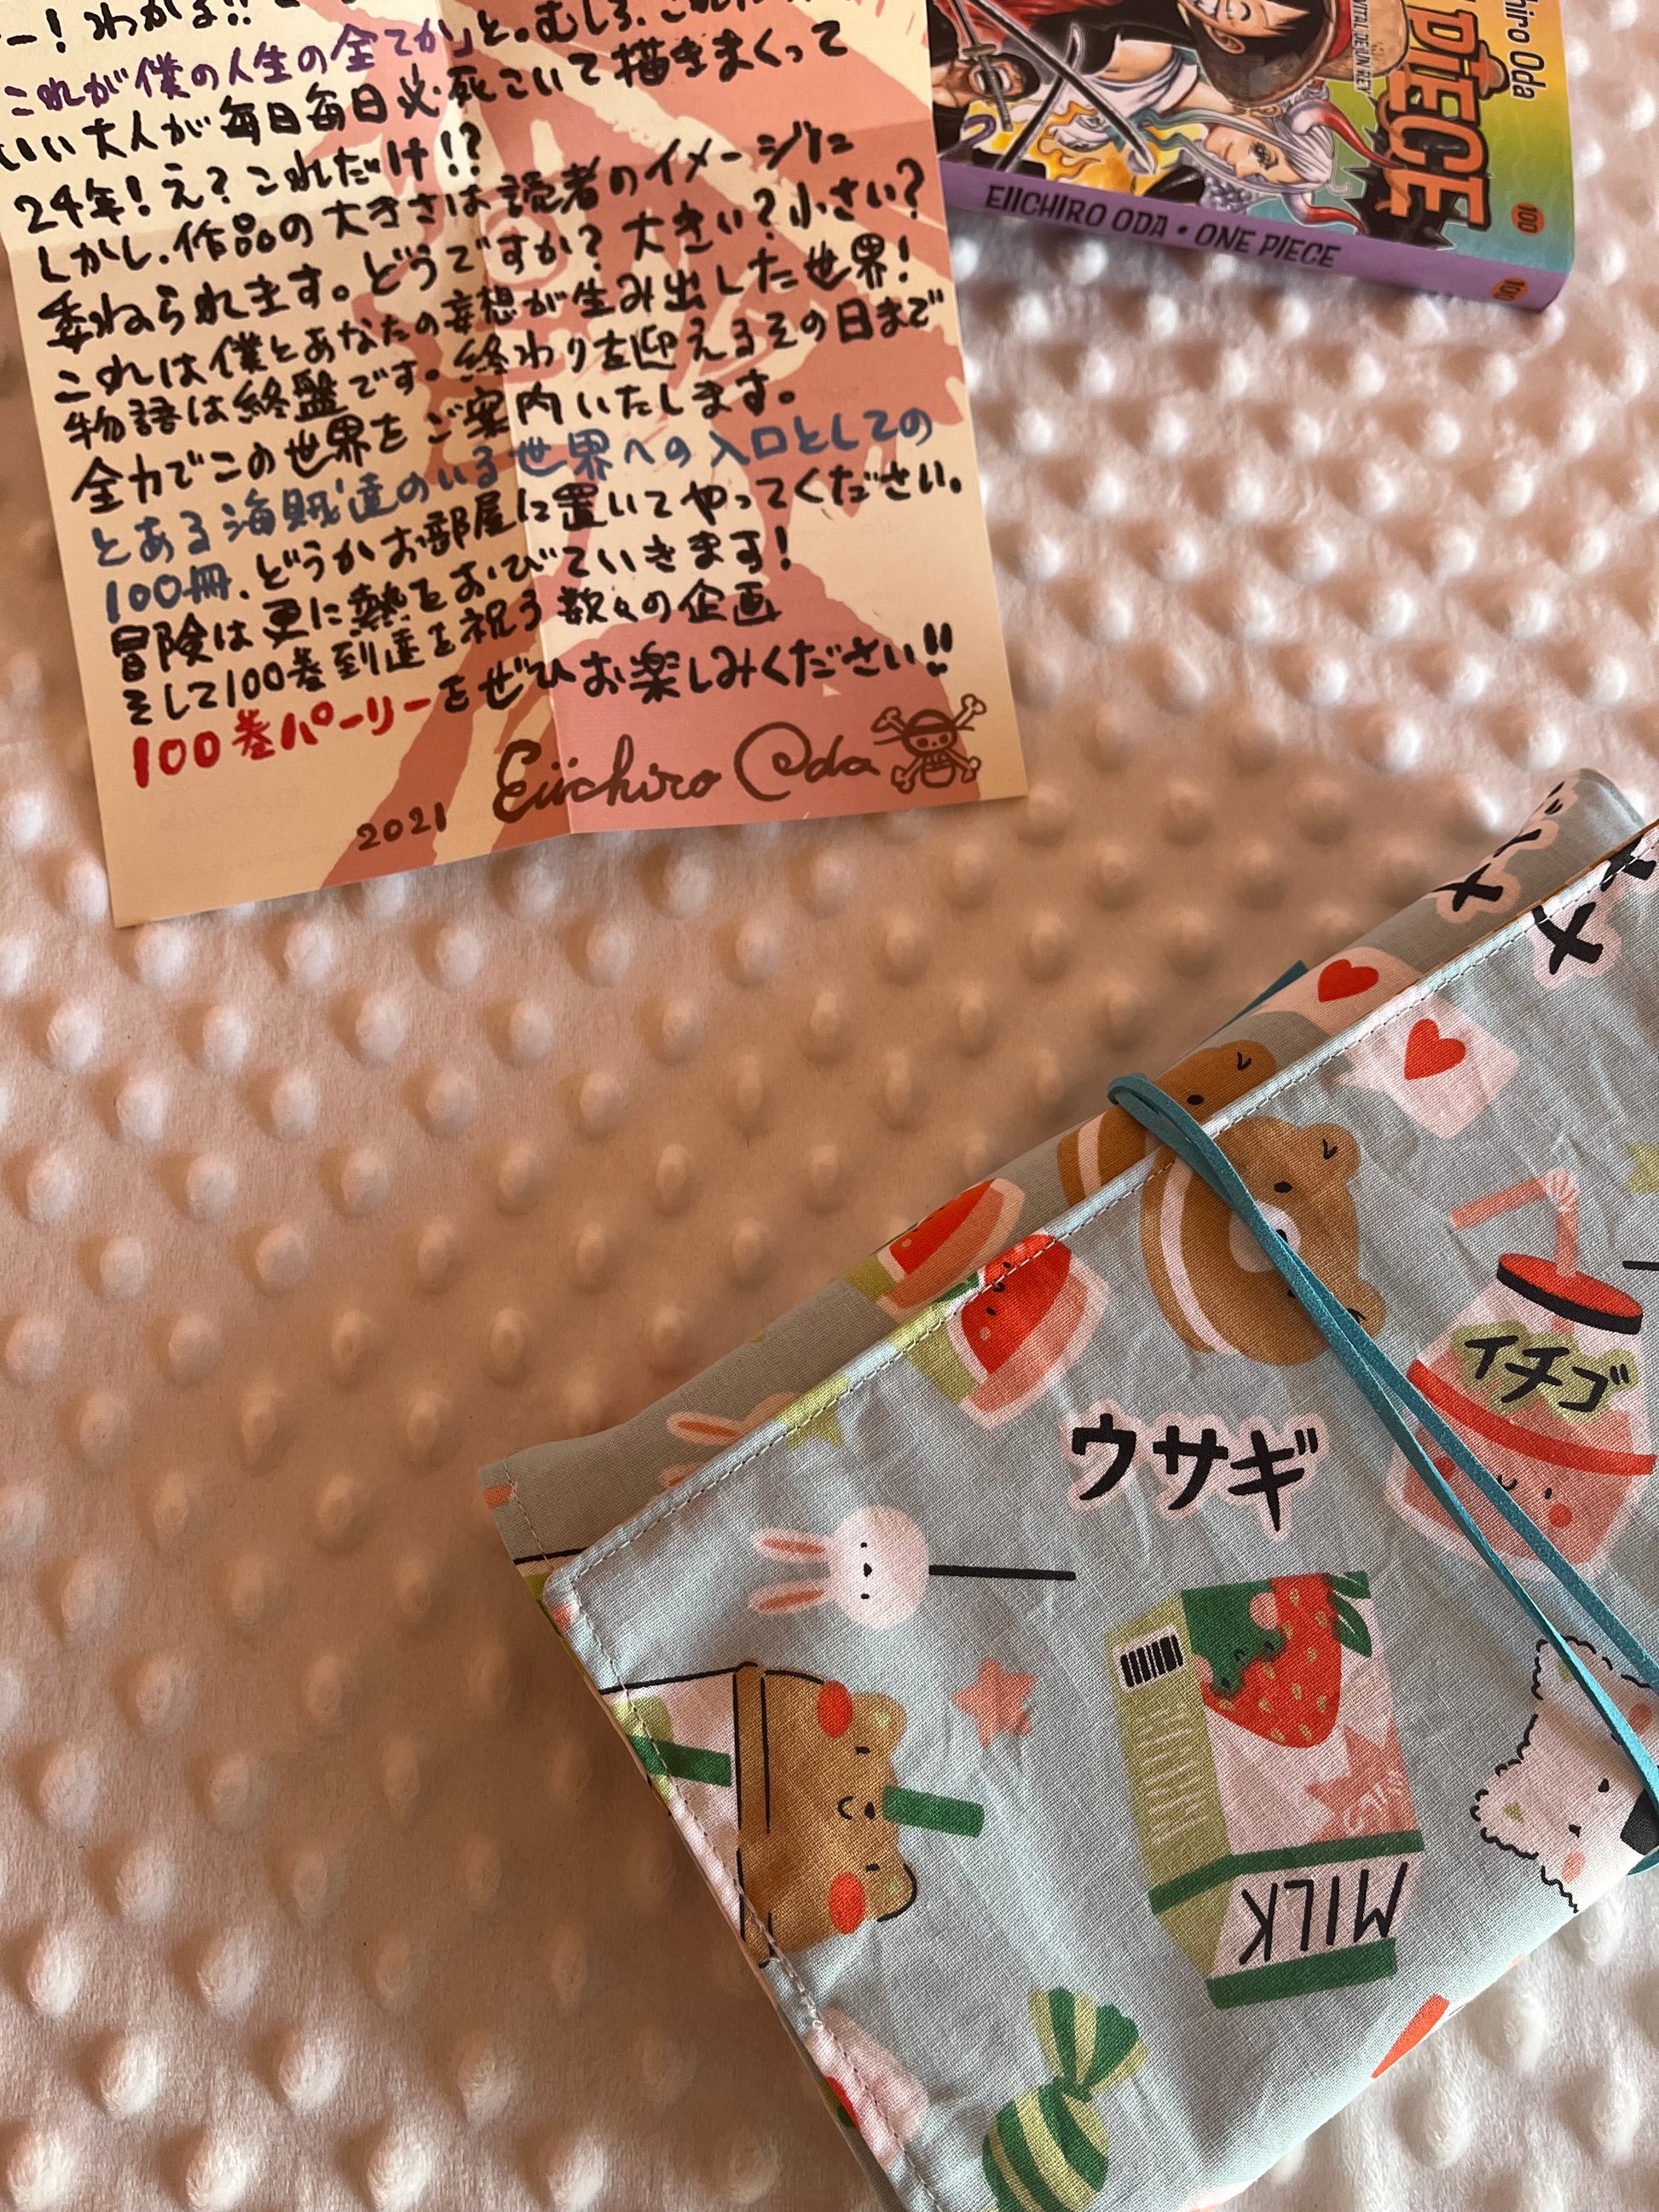 ー！わかる!!
これが僕の人生の全てか」と。むしろ、これだ
いい大人が毎日毎日必死こいて描きまくって
24年！え？これだけ!?
しかし、作品の大きさは読者のイメージに
委ねられます。どうですか？大きい？小さい？
これは僕とあなたの妄想が生み出した世界！
物語は終盤です。終わりを迎えるその日まで
全力でこの世界をご案内いたします。
とある海賊達のいる世界への入口としての
100冊、どうかお部屋に置いてやってください。
冒険は更に熱をおびていきます！
そして100巻到達を祝う数々の企画
100巻パーリーをぜひお楽しみください!!
2021 Eiichiro Oda
hiro Oda
PIECE
100
EIICHIRO ODA • ONE PIECE
100
イチゴ
ウサギ
MILK